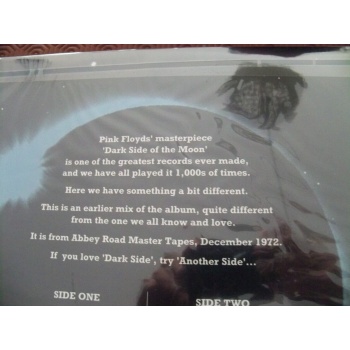 Pink Floyds' masterpiece
'Dark Side of the Moon'
is one of the greatest records ever made,
and we have all played it 1,000s of times.
Here we have something a bit different.
This is an earlier mix of the album, quite different
from the one we all know and love.
It is from Abbey Road Master Tapes, December 1972.
If you love 'Dark Side', try 'Another Side'...
SIDE ONE
SIDE TWO